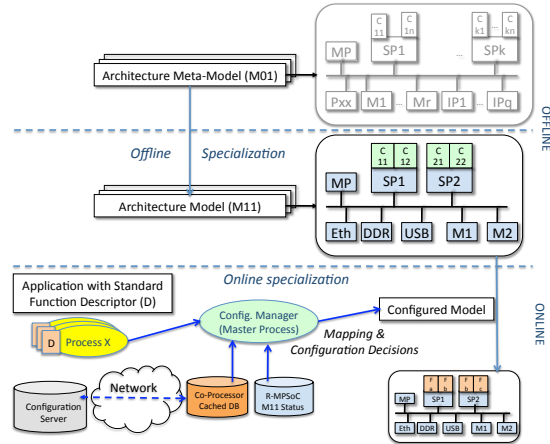 C
11
C
1n
C
k1
C
kn
MP
SP1
...
SPk
Architecture Meta-Model (M01)
Pxx
M1
...
Mr
IP1
...
IPq
OFFLINE
Offline Specialization
C
11
C
12
C
21
C
22
MP
SP1
SP2
Architecture Model (M11)
Eth
DDR
USB
M1
M2
Online specialization
ONLINE
Application with Standard
Function Descriptor (D)
Config. Manager
(Master Process)
Configured Model
D
Process X
Mapping &
Configuration Decisions
Network
Configuration
Server
Co-Processor
Cached DB
R-MPSoC
M11 Status
F
a
F
b
F
b
F
c
MP
SP1
SP2
Eth
DDR
USB
M1
M2